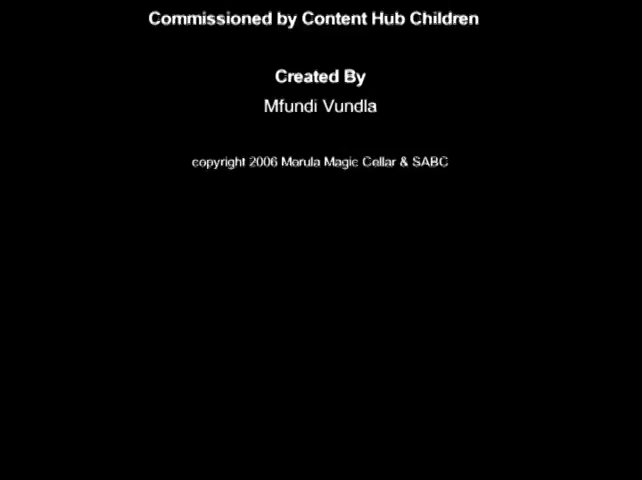 Commissioned by Content Hub Children
Created By
Mfundi Vundla
copyright 2006 Morula Magic Cellar & SABC